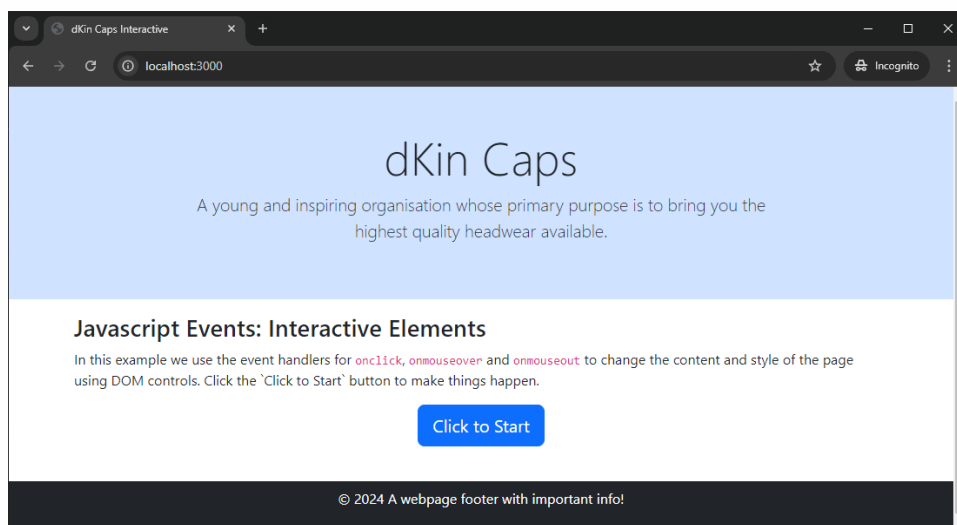 dKin Caps Interactive
localhost:3000
Incognito
dKin Caps
A young and inspiring organisation whose primary purpose is to bring you the
highest quality headwear available.
Javascript Events: Interactive Elements
In this example we use the event handlers for onclick, onmouseover and onmouseout to change the content and style of the page
using DOM controls. Click the `Click to Start` button to make things happen.
Click to Start
© 2024 A webpage footer with important info!